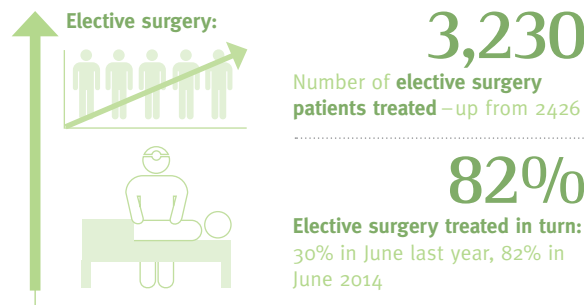 Elective surgery:
3,230
Number of elective surgery
patients treated – up from 2426
82%
Elective surgery treated in turn:
30% in June last year, 82% in
June 2014